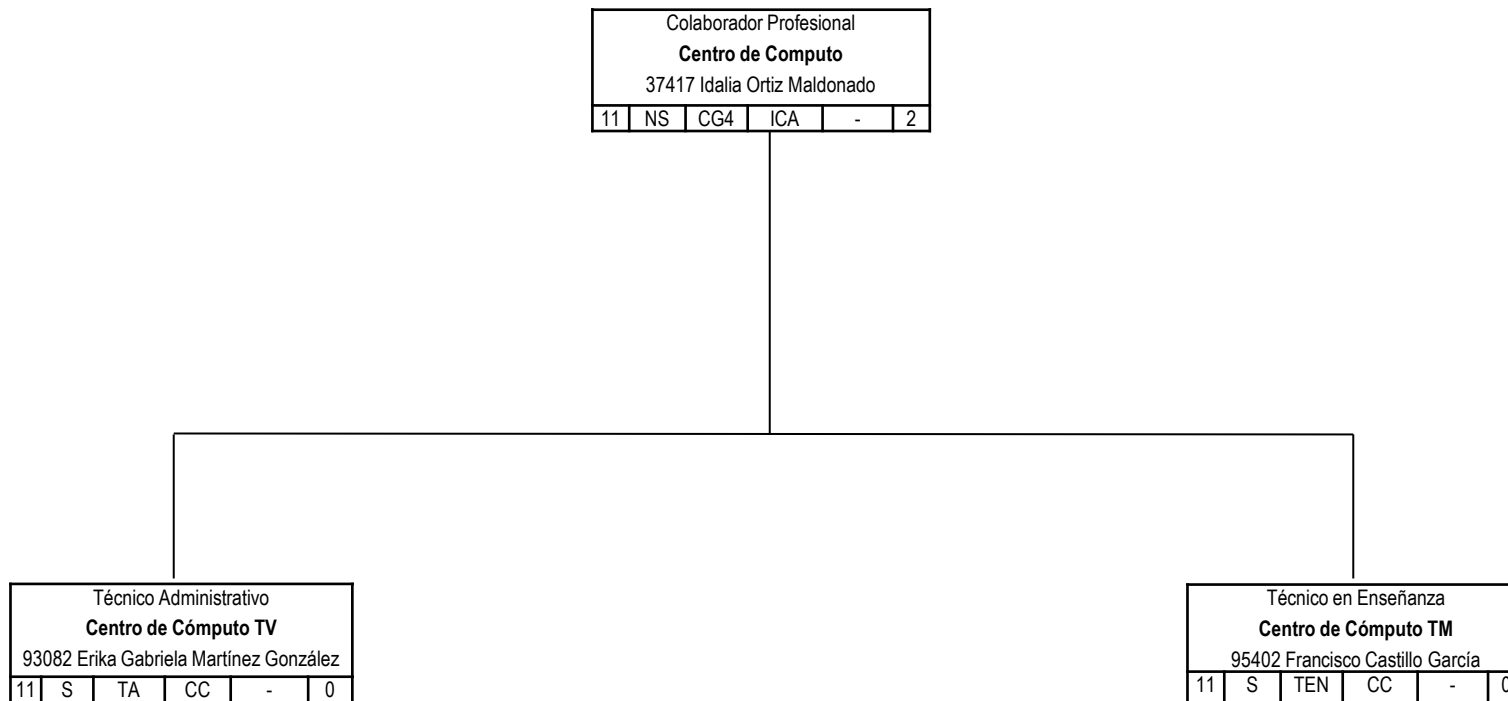 Colaborador Profesional
Centro de Computo
37417 Idalia Ortiz Maldonado
11 NS CG4 ICA - 2
Técnico Administrativo
Centro de Cómputo TV
93082 Erika Gabriela Martínez González
11 S TA CC - 0
Técnico en Enseñanza
Centro de Cómputo TM
95402 Francisco Castillo García
11 S TEN CC - 0